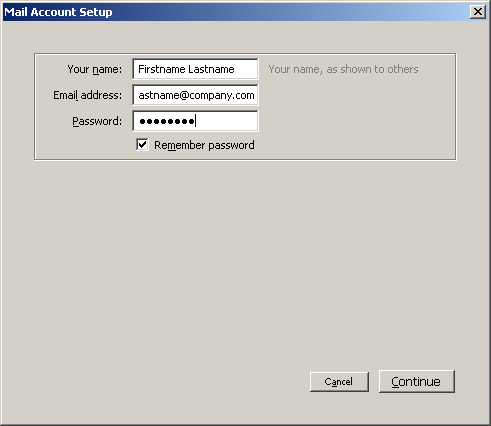 Mail Account Setup
Your name: Firstname Lastname Your name, as shown to others
Email address: astname@company.com
Password: ●●●●●●●●
Remember password
Cancel Continue